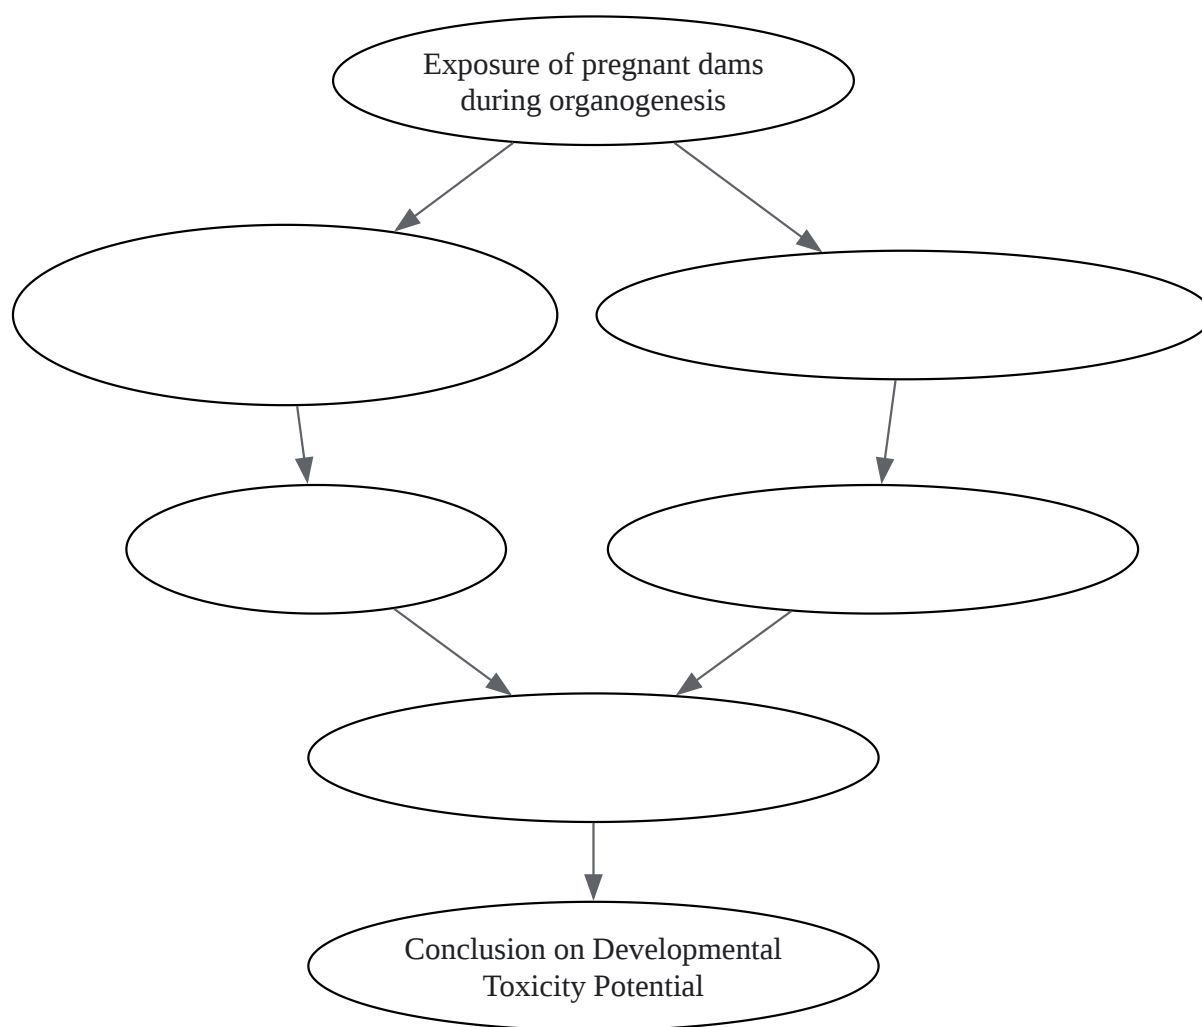 Exposure of pregnant dams
during organogenesis
Conclusion on Developmental
Toxicity Potential